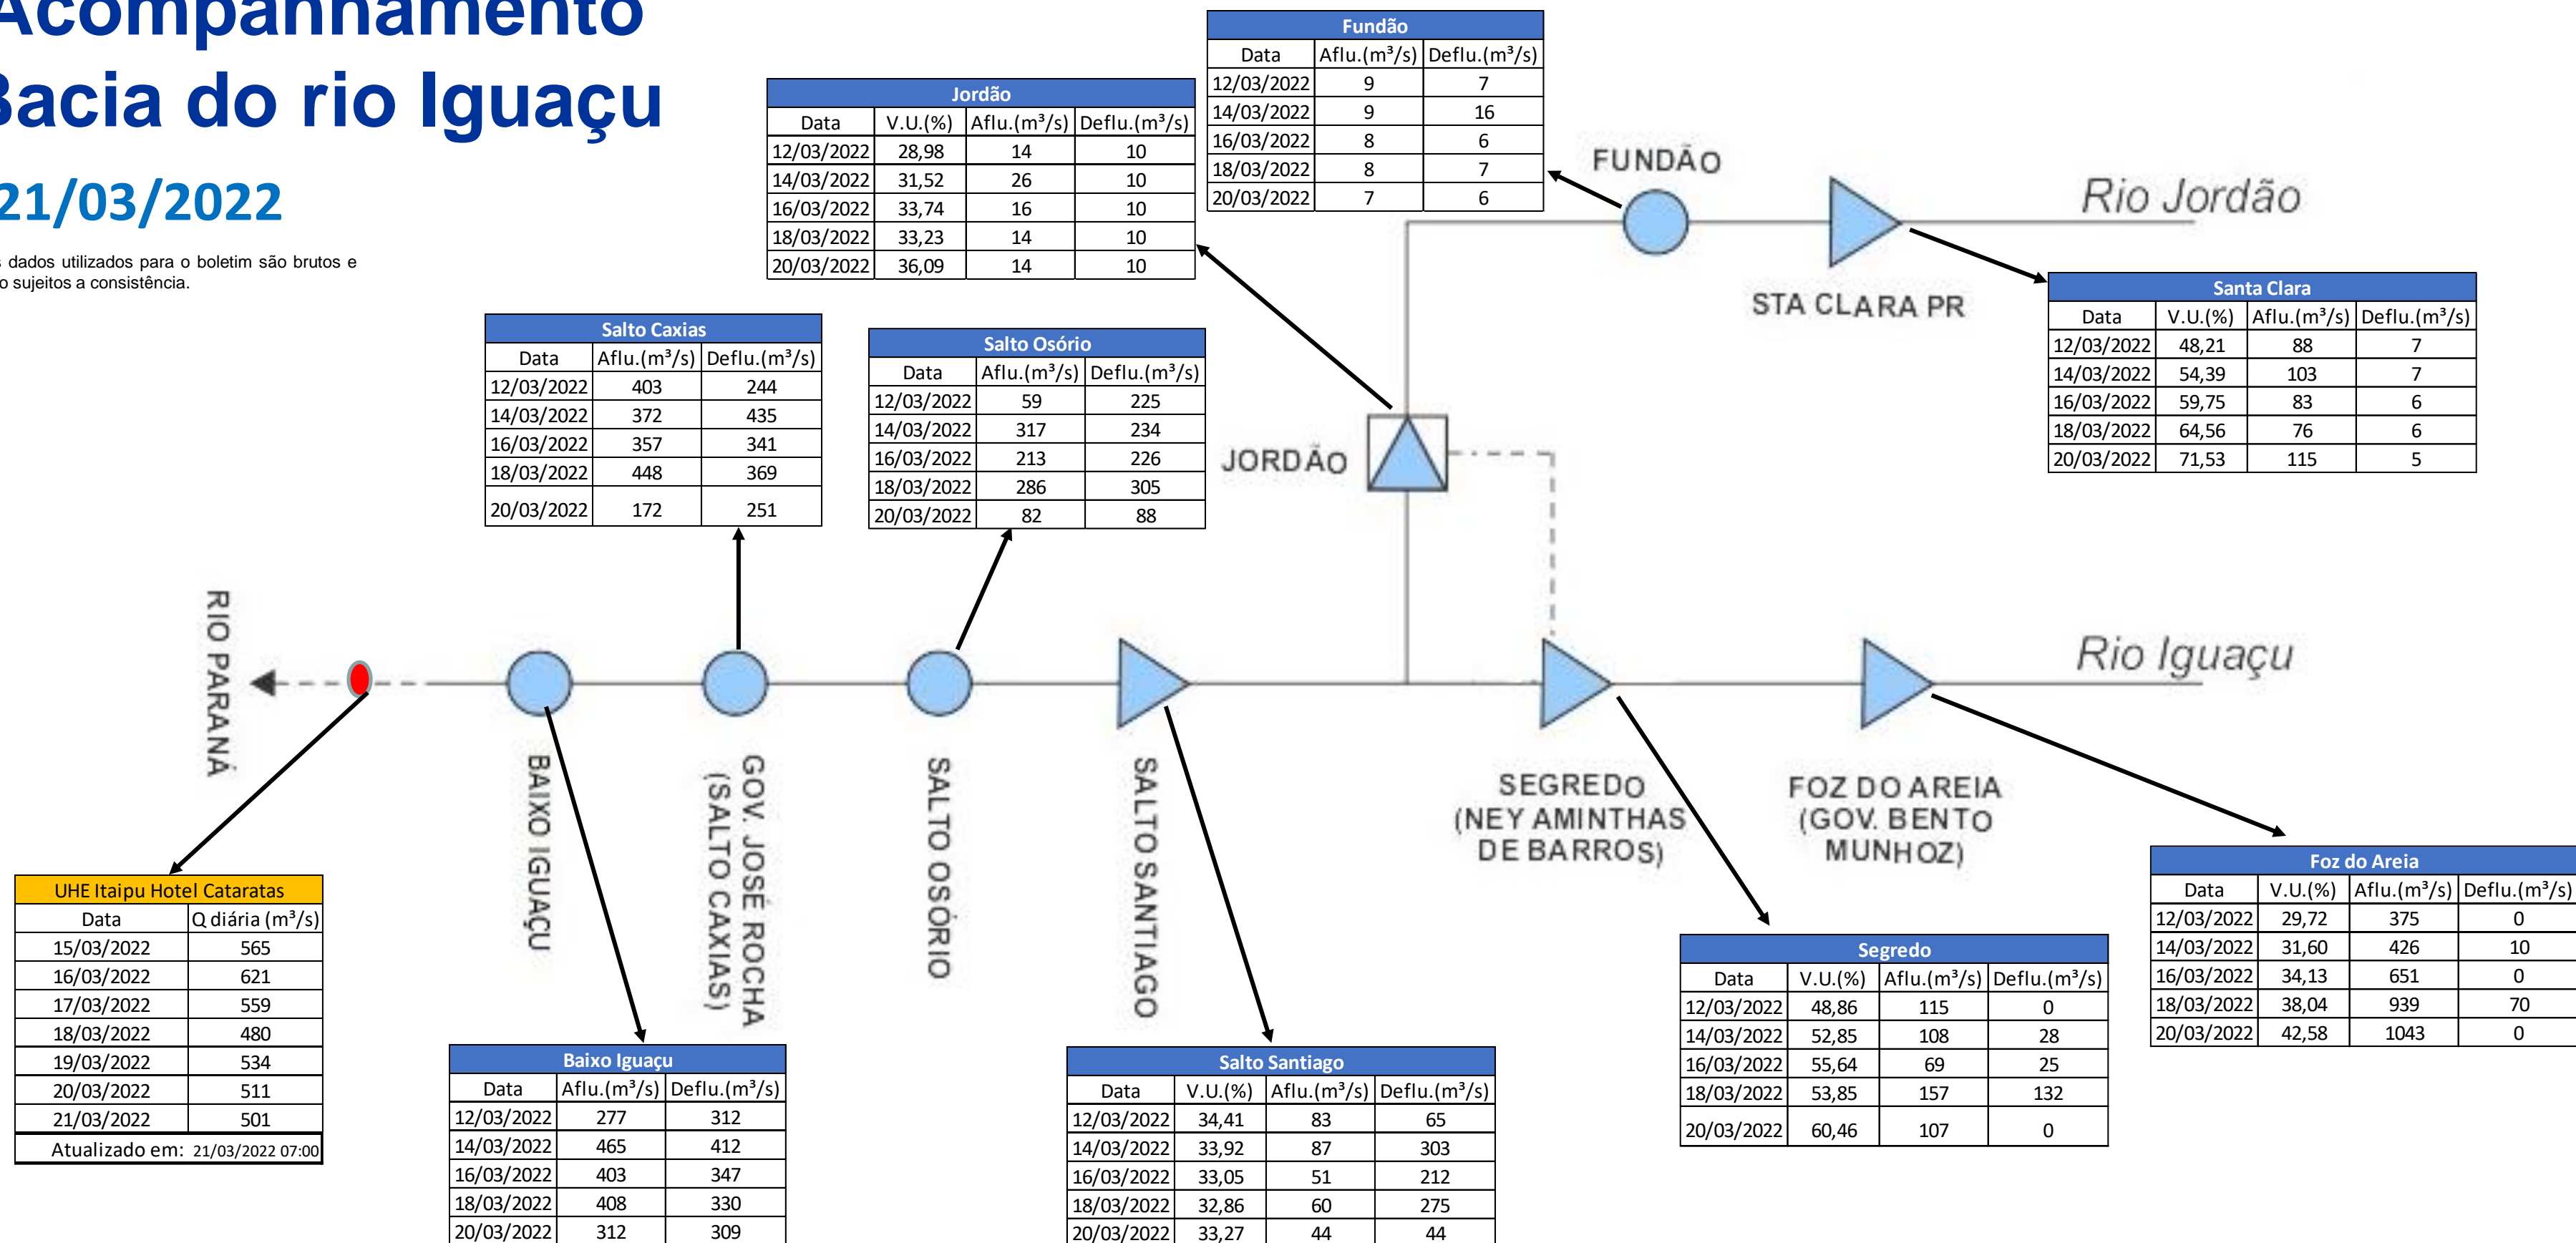 Acompanhamento
Bacia do rio Iguaçu
21/03/2022
s dados utilizados para o boletim são brutos e
o sujeitos a consistência.
Fundão
Data Aflu.(m³/s) Deflu.(m³/s)
12/03/2022 9 7
14/03/2022 9 16
16/03/2022 8 6
18/03/2022 8 7
20/03/2022 7 6
Jordão
Data V.U.(%) Aflu.(m³/s) Deflu.(m³/s)
12/03/2022 28,98 14 10
14/03/2022 31,52 26 10
16/03/2022 33,74 16 10
18/03/2022 33,23 14 10
20/03/2022 36,09 14 10
FUNDÃO
Rio Jordão
STA CLARA PR
Santa Clara
Data V.U.(%) Aflu.(m³/s) Deflu.(m³/s)
12/03/2022 48,21 88 7
14/03/2022 54,39 103 7
16/03/2022 59,75 83 6
18/03/2022 64,56 76 6
20/03/2022 71,53 115 5
Salto Caxias
Data Aflu.(m³/s) Deflu.(m³/s)
12/03/2022 403 244
14/03/2022 372 435
16/03/2022 357 341
18/03/2022 448 369
20/03/2022 172 251
Salto Osório
Data Aflu.(m³/s) Deflu.(m³/s)
12/03/2022 59 225
14/03/2022 317 234
16/03/2022 213 226
18/03/2022 286 305
20/03/2022 82 88
JORDÃO
RIO PARANÁ
Rio Iguaçu
BAIXO IGUAÇU
GOV. JOSÉ ROCHA
(SALTO CAXIAS)
SALTO OSÓRIO
SALTO SANTIAGO
SEGREDO
(NEY AMINTHAS
DE BARROS)
FOZ DO AREIA
(GOV. BENTO
MUNHOZ)
UHE Itaipu Hotel Cataratas
Data Q diária (m³/s)
15/03/2022 565
16/03/2022 621
17/03/2022 559
18/03/2022 480
19/03/2022 534
20/03/2022 511
21/03/2022 501
Atualizado em: 21/03/2022 07:00
Baixo Iguaçu
Data Aflu.(m³/s) Deflu.(m³/s)
12/03/2022 277 312
14/03/2022 465 412
16/03/2022 403 347
18/03/2022 408 330
20/03/2022 312 309
Salto Santiago
Data V.U.(%) Aflu.(m³/s) Deflu.(m³/s)
12/03/2022 34,41 83 65
14/03/2022 33,92 87 303
16/03/2022 33,05 51 212
18/03/2022 32,86 60 275
20/03/2022 33,27 44 44
Segredo
Data V.U.(%) Aflu.(m³/s) Deflu.(m³/s)
12/03/2022 48,86 115 0
14/03/2022 52,85 108 28
16/03/2022 55,64 69 25
18/03/2022 53,85 157 132
20/03/2022 60,46 107 0
Foz do Areia
Data V.U.(%) Aflu.(m³/s) Deflu.(m³/s)
12/03/2022 29,72 375 0
14/03/2022 31,60 426 10
16/03/2022 34,13 651 0
18/03/2022 38,04 939 70
20/03/2022 42,58 1043 0